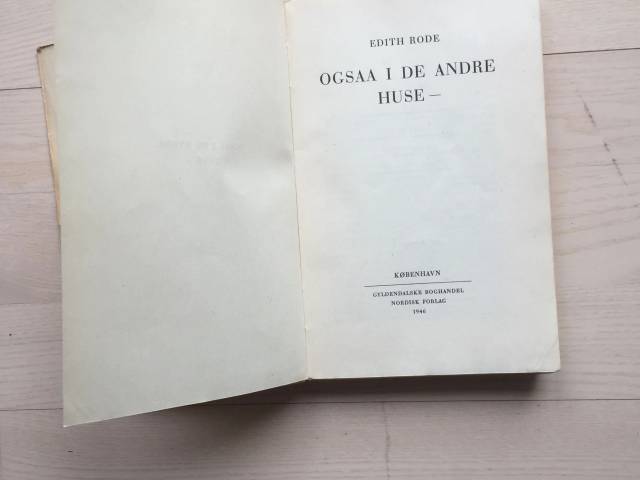 EDITH RODE
OGSAA I DE ANDRE
HUSE —
KØBENHAVN
GYLDENDALSKE BOGHANDEL
NORDISK FORLAG
1946